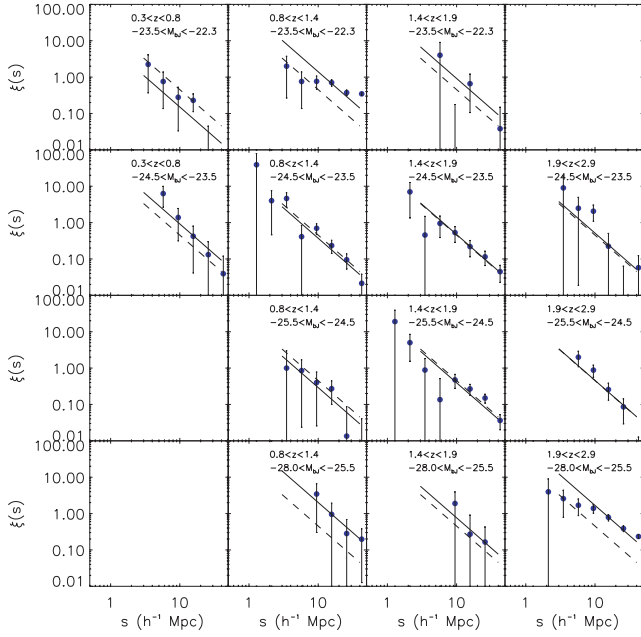 0.3<z<0.8
-23.5<M_bJ<-22.3
0.8<z<1.4
-23.5<M_bJ<-22.3
1.4<z<1.9
-23.5<M_bJ<-22.3
100.00
10.00
1.00
0.10
0.01
ξ(s)
0.3<z<0.8
-24.5<M_bJ<-23.5
0.8<z<1.4
-24.5<M_bJ<-23.5
1.4<z<1.9
-24.5<M_bJ<-23.5
1.9<z<2.9
-24.5<M_bJ<-23.5
100.00
10.00
1.00
0.10
0.01
ξ(s)
0.8<z<1.4
-25.5<M_bJ<-24.5
1.4<z<1.9
-25.5<M_bJ<-24.5
1.9<z<2.9
-25.5<M_bJ<-24.5
100.00
10.00
1.00
0.10
0.01
ξ(s)
0.8<z<1.4
-28.0<M_bJ<-25.5
1.4<z<1.9
-28.0<M_bJ<-25.5
1.9<z<2.9
-28.0<M_bJ<-25.5
100.00
10.00
1.00
0.10
0.01
ξ(s)
1 10 1 10 1 10 1 10
s (h⁻¹ Mpc) s (h⁻¹ Mpc) s (h⁻¹ Mpc) s (h⁻¹ Mpc)